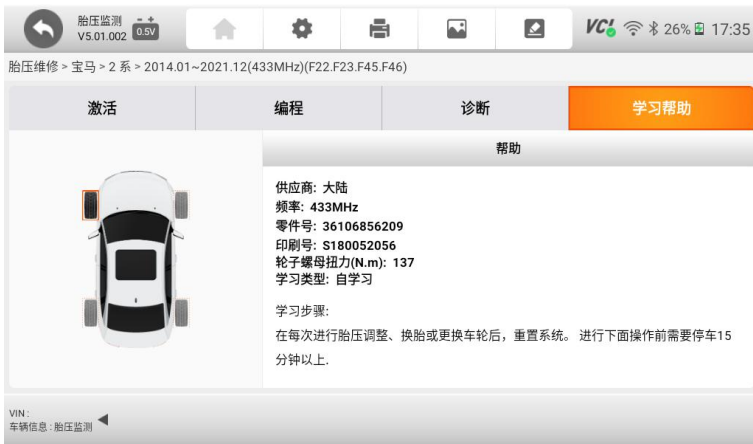 胎压监测
V5.01.002
- +
0.5V
VCI
26%
17:35
胎压维修 > 宝马 > 2 系 > 2014.01~2021.12(433MHz)(F22.F23.F45.F46)
激活
编程
诊断
学习帮助
帮助
供应商: 大陆
频率: 433MHz
零件号: 36106856209
印刷号: S180052056
轮子螺母扭力(N.m): 137
学习类型: 自学习
学习步骤:
在每次进行胎压调整、换胎或更换车轮后，重置系统。 进行下面操作前需要停车15
分钟以上.
VIN :
车辆信息 : 胎压监测